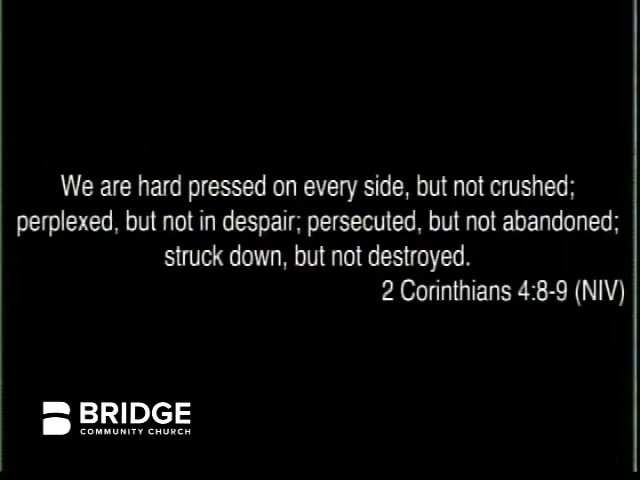 We are hard pressed on every side, but not crushed;
perplexed, but not in despair; persecuted, but not abandoned;
struck down, but not destroyed.
2 Corinthians 4:8-9 (NIV)
BRIDGE
COMMUNITY CHURCH